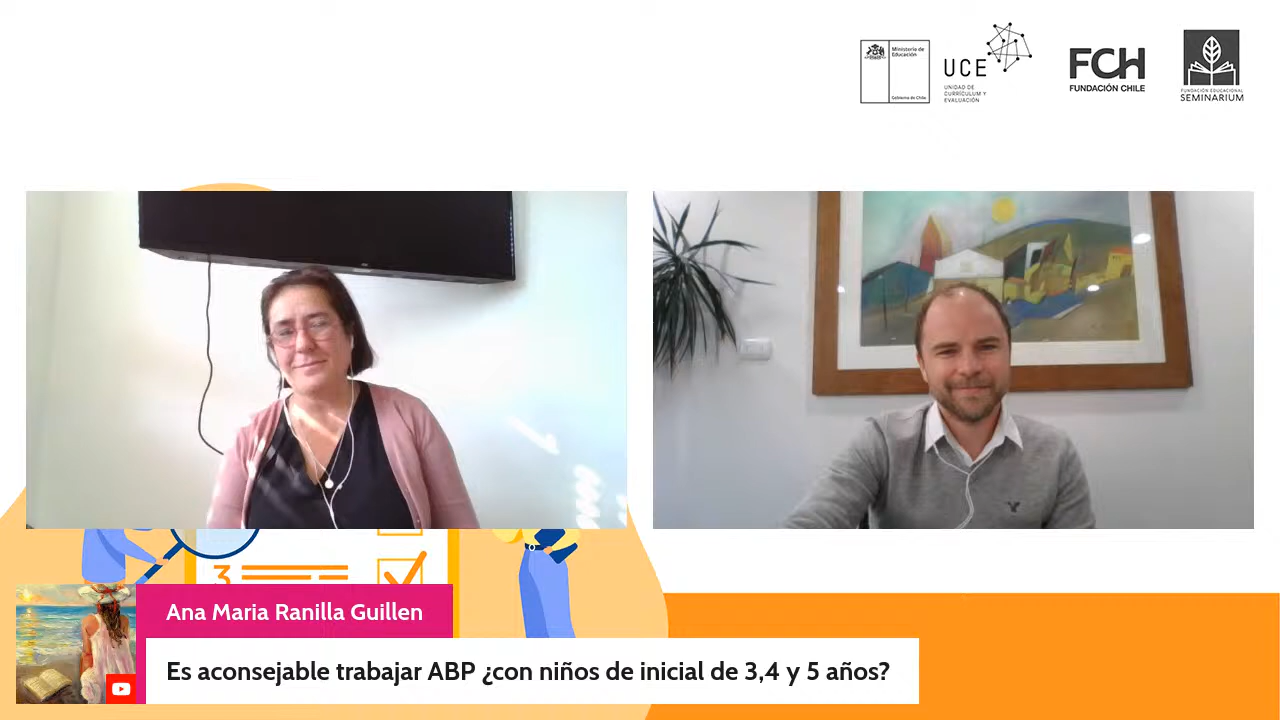 Ministerio de
Educación
Gobierno de Chile
UCE
UNIDAD DE
CURRÍCULUM Y
EVALUACIÓN
FCH
FUNDACIÓN CHILE
FUNDACIÓN EDUCACIONAL
SEMINARIUM
3
Ana Maria Ranilla Guillen
Es aconsejable trabajar ABP ¿con niños de inicial de 3,4 y 5 años?